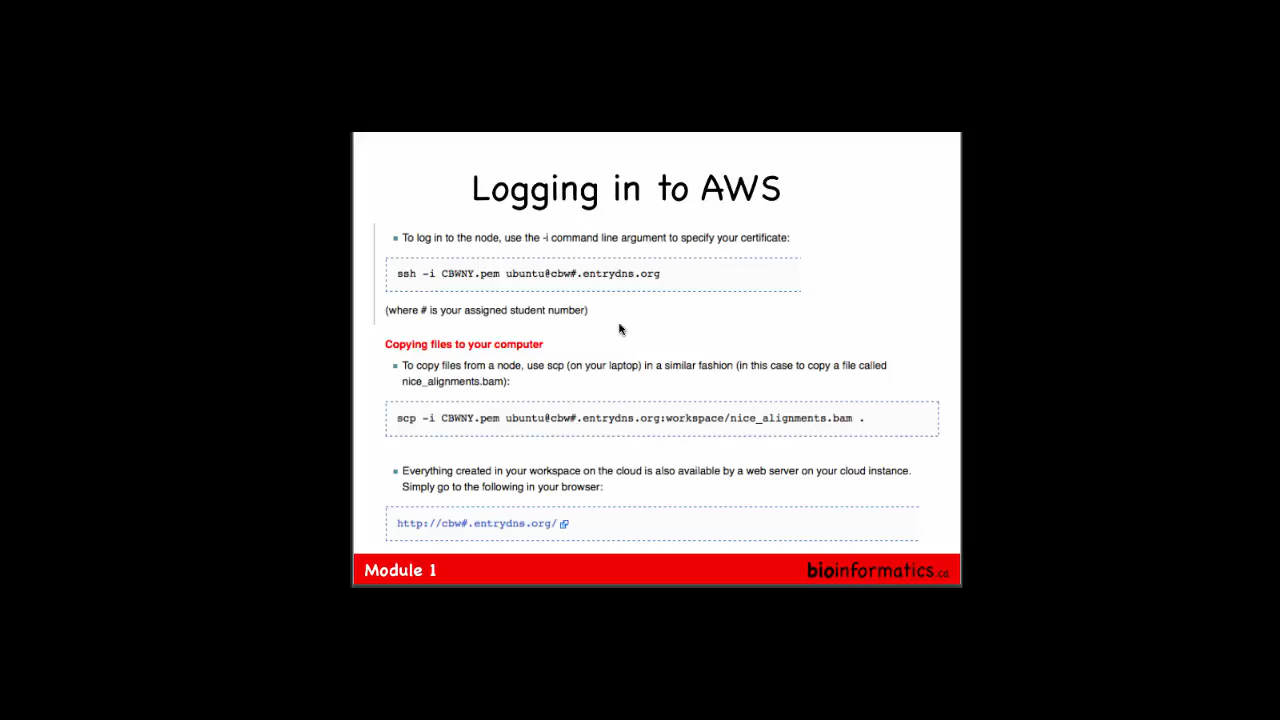 Logging in to AWS
To log in to the node, use the -i command line argument to specify your certificate:
ssh -i CBWNY.pem ubuntu@cbw#.entrydns.org
(where # is your assigned student number)
Copying files to your computer
To copy files from a node, use scp (on your laptop) in a similar fashion (in this case to copy a file called
nice_alignments.bam):
scp -i CBWNY.pem ubuntu@cbw#.entrydns.org:workspace/nice_alignments.bam .
Everything created in your workspace on the cloud is also available by a web server on your cloud instance.
Simply go to the following in your browser:
http://cbw#.entrydns.org/
Module 1
bioinformatics.ca